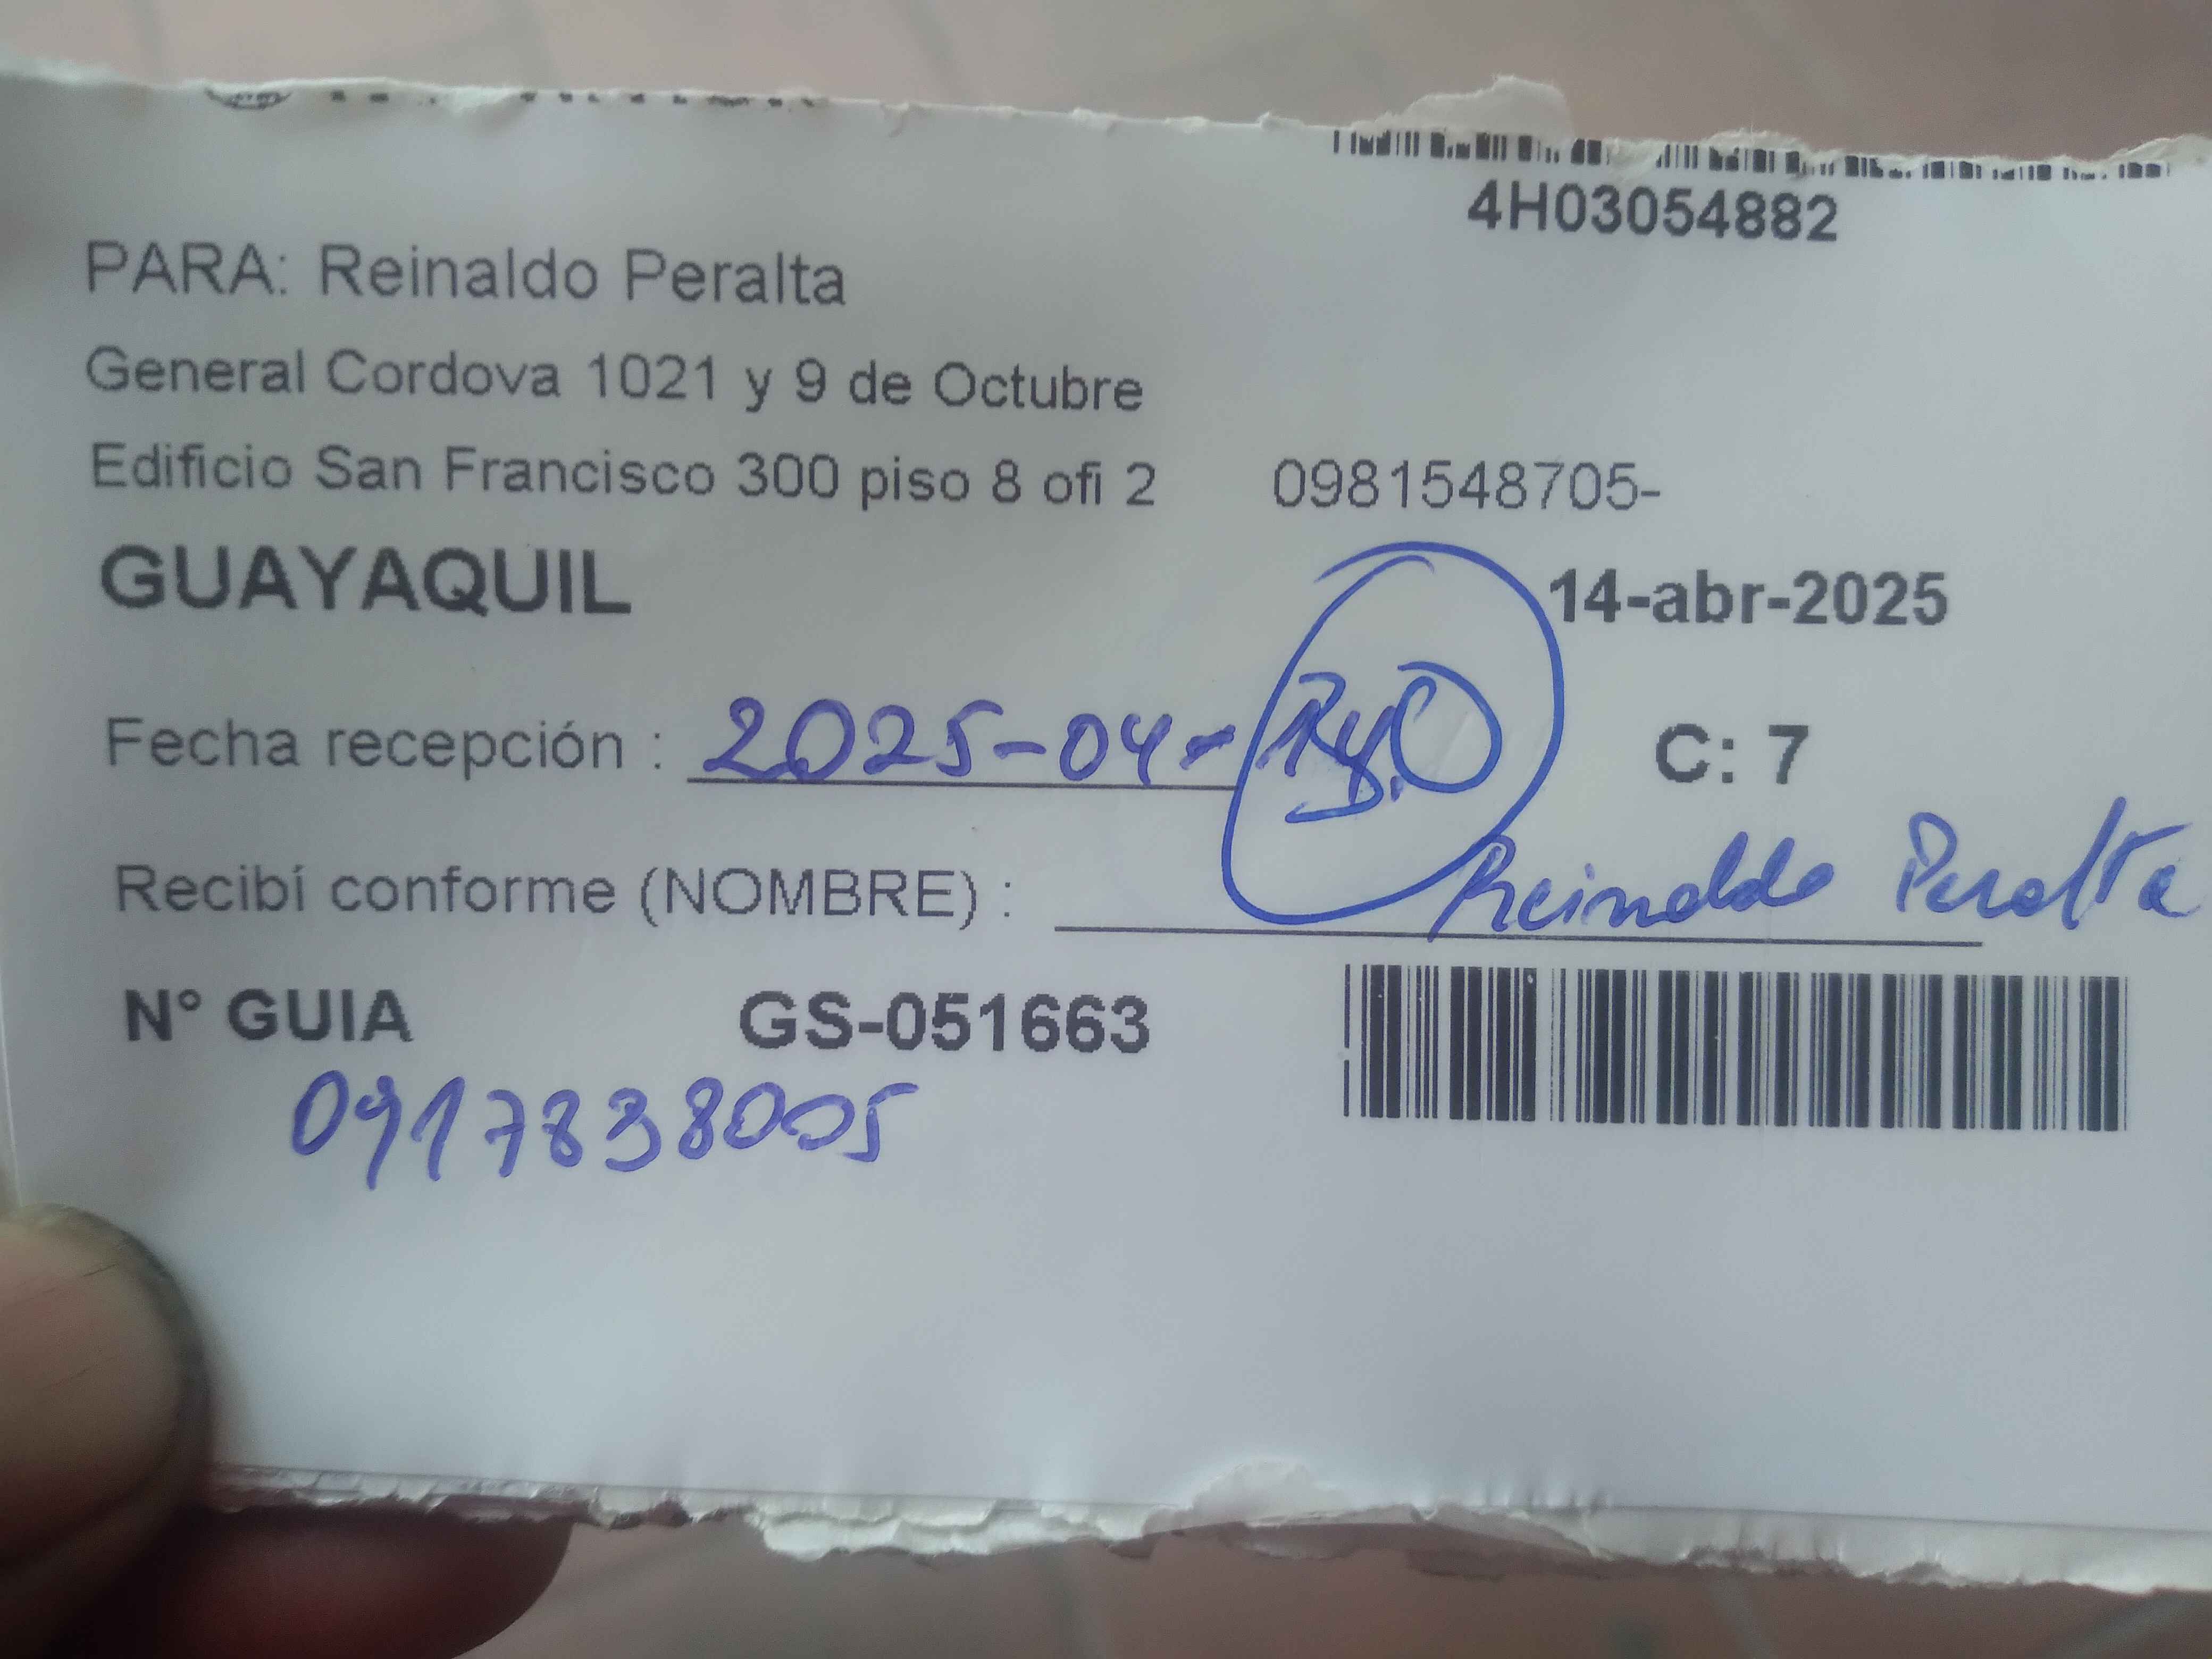 4H03054882
PARA: Reinaldo Peralta
General Cordova 1021 y 9 de Octubre
Edificio San Francisco 300 piso 8 ofi 2 0981548705-
GUAYAQUIL 14-abr-2025
Fecha recepción : 2025-04- C: 7
Recibí conforme (NOMBRE) : Reinaldo Peralta
N° GUIA GS-051663
0917838005